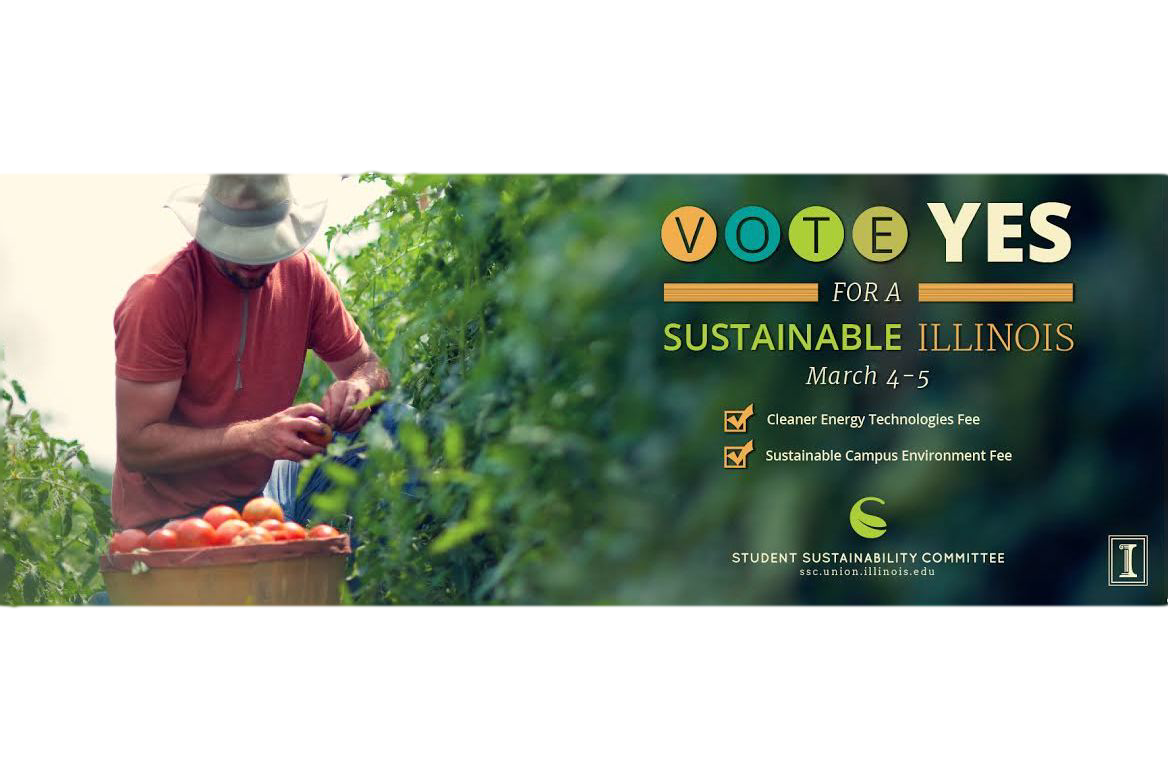 VOTE YES
FOR A
SUSTAINABLE ILLINOIS
March 4-5
Cleaner Energy Technologies Fee
Sustainable Campus Environment Fee
STUDENT SUSTAINABILITY COMMITTEE
ssc.union.illinois.edu
I